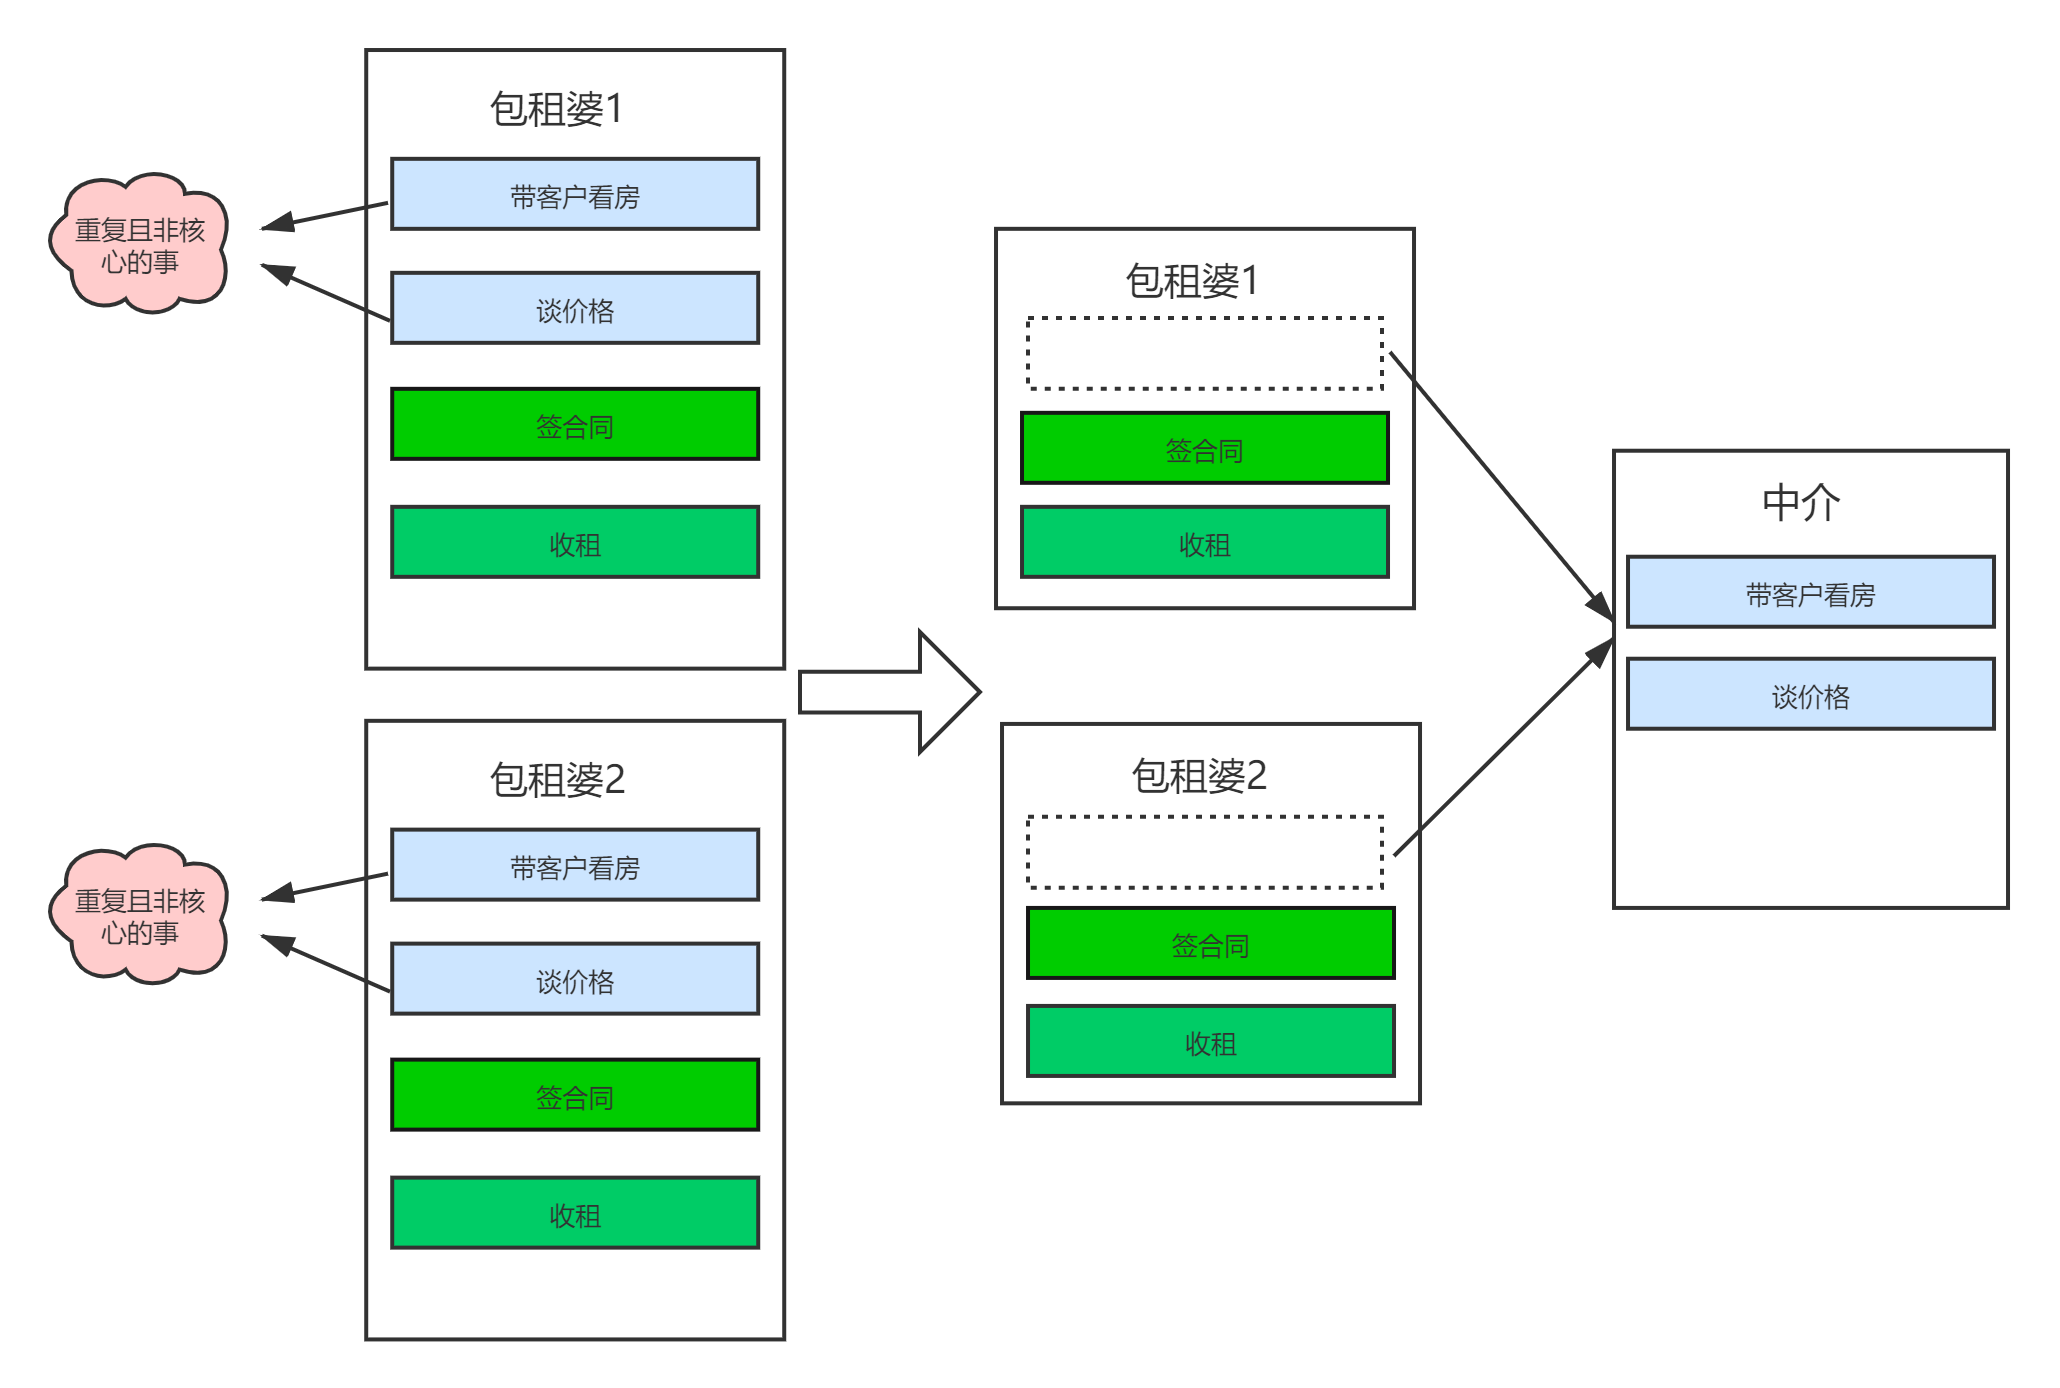 包租婆1
带客户看房
重复且非核
心的事
谈价格
签合同
收租
包租婆2
带客户看房
重复且非核
心的事
谈价格
签合同
收租
包租婆1
签合同
收租
包租婆2
签合同
收租
中介
带客户看房
谈价格